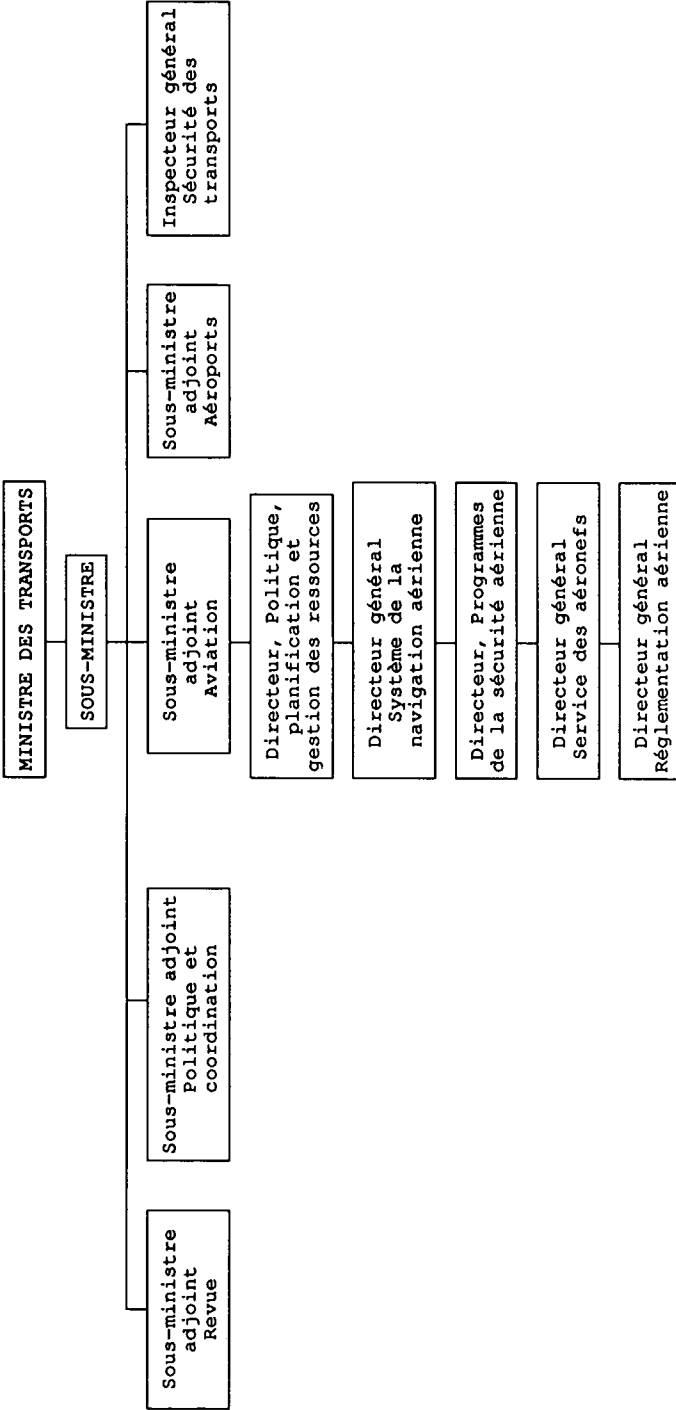 MINISTRE DES TRANSPORTS
SOUS-MINISTRE
Sous-ministre
adjoint
Revue
Sous-ministre adjoint
Politique et
coordination
Sous-ministre
adjoint
Aviation
Sous-ministre
adjoint
Aéroports
Inspecteur général
Sécurité des
transports
Directeur, Politique,
planification et
gestion des ressources
Directeur général
Système de la
navigation aérienne
Directeur, Programmes
de la sécurité aérienne
Directeur général
Service des aéronefs
Directeur général
Réglementation aérienne